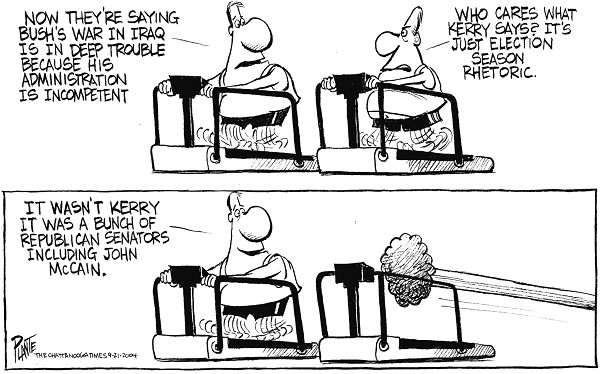 NOW THEY'RE SAYING
BUSH'S WAR IN IRAQ
IS IN DEEP TROUBLE
BECAUSE HIS
ADMINISTRATION
IS INCOMPETENT
WHO CARES WHAT
KERRY SAYS? IT'S
JUST ELECTION
SEASON
RHETORIC.
IT WASN'T KERRY
IT WAS A BUNCH OF
REPUBLICAN SENATORS
INCLUDING JOHN
McCAIN.
PLANTE
THE CHATTANOOGA TIMES 9-21-2004